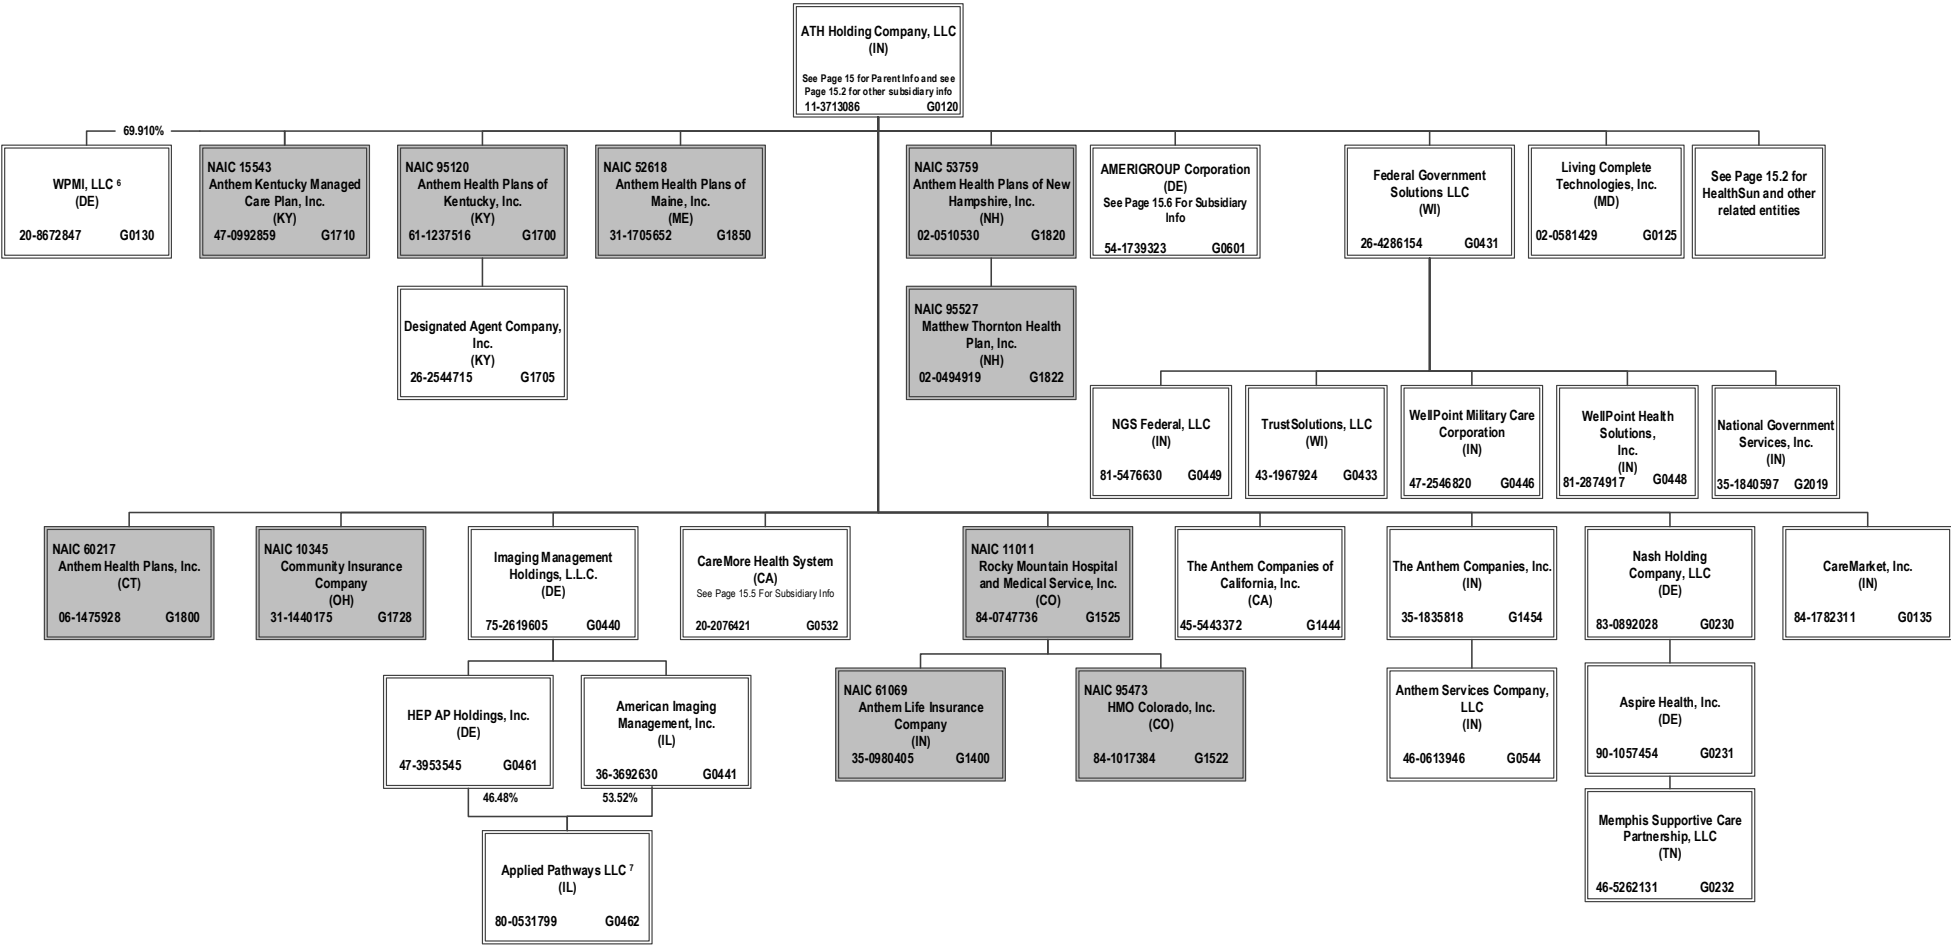 ATH Holding Company, LLC
(IN)
See Page 15 for Parent Info and see
Page 15.2 for other subsidiary info
11-3713086 G0120
69.910%
WPMI, LLC 6
(DE)
20-8672847 G0130
NAIC 15543
Anthem Kentucky Managed
Care Plan, Inc.
(KY)
47-0992859 G1710
NAIC 95120
Anthem Health Plans of
Kentucky, Inc.
(KY)
61-1237516 G1700
NAIC 52618
Anthem Health Plans of
Maine, Inc.
(ME)
31-1705652 G1850
NAIC 53759
Anthem Health Plans of New
Hampshire, Inc.
(NH)
02-0510530 G1820
AMERIGROUP Corporation
(DE)
See Page 15.6 For Subsidiary
Info
54-1739323 G0601
Federal Government
Solutions LLC
(WI)
26-4286154 G0431
Living Complete
Technologies, Inc.
(MD)
02-0581429 G0125
See Page 15.2 for
HealthSun and other
related entities
Designated Agent Company,
Inc.
(KY)
26-2544715 G1705
NAIC 95527
Matthew Thornton Health
Plan, Inc.
(NH)
02-0494919 G1822
NGS Federal, LLC
(IN)
81-5476630 G0449
TrustSolutions, LLC
(WI)
43-1967924 G0433
WellPoint Military Care
Corporation
(IN)
47-2546820 G0446
WellPoint Health
Solutions,
Inc.
(IN)
81-2874917 G0448
National Government
Services, Inc.
(IN)
35-1840597 G2019
NAIC 60217
Anthem Health Plans, Inc.
(CT)
06-1475928 G1800
NAIC 10345
Community Insurance
Company
(OH)
31-1440175 G1728
Imaging Management
Holdings, L.L.C.
(DE)
75-2619605 G0440
CareMore Health System
(CA)
See Page 15.5 For Subsidiary Info
20-2076421 G0532
NAIC 11011
Rocky Mountain Hospital
and Medical Service, Inc.
(CO)
84-0747736 G1525
The Anthem Companies of
California, Inc.
(CA)
45-5443372 G1444
The Anthem Companies, Inc.
(IN)
35-1835818 G1454
Nash Holding
Company, LLC
(DE)
83-0892028 G0230
CareMarket, Inc.
(IN)
84-1782311 G0135
HEP AP Holdings, Inc.
(DE)
47-3953545 G0461
American Imaging
Management, Inc.
(IL)
36-3692630 G0441
NAIC 61069
Anthem Life Insurance
Company
(IN)
35-0980405 G1400
NAIC 95473
HMO Colorado, Inc.
(CO)
84-1017384 G1522
Anthem Services Company,
LLC
(IN)
46-0613946 G0544
Aspire Health, Inc.
(DE)
90-1057454 G0231
46.48% 53.52%
Applied Pathways LLC 7
(IL)
80-0531799 G0462
Memphis Supportive Care
Partnership, LLC
(TN)
46-5262131 G0232